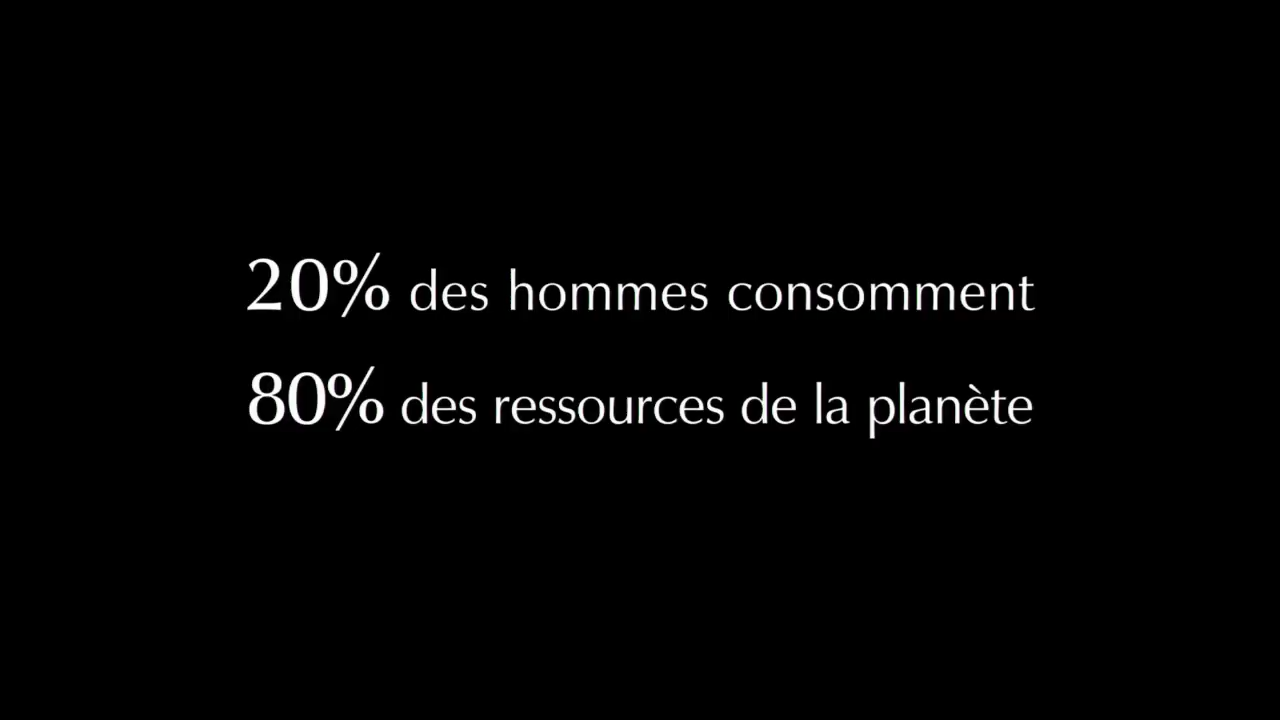 20% des hommes consomment
80% des ressources de la planète